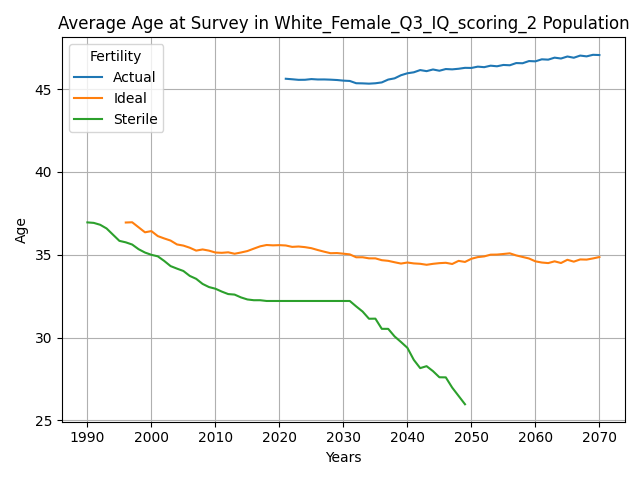 Average Age at Survey in White_Female_Q3_IQ_scoring_2 Population
Fertility
Actual
Ideal
Sterile
45
40
35
30
25
Age
1990 2000 2010 2020 2030 2040 2050 2060 2070
Years